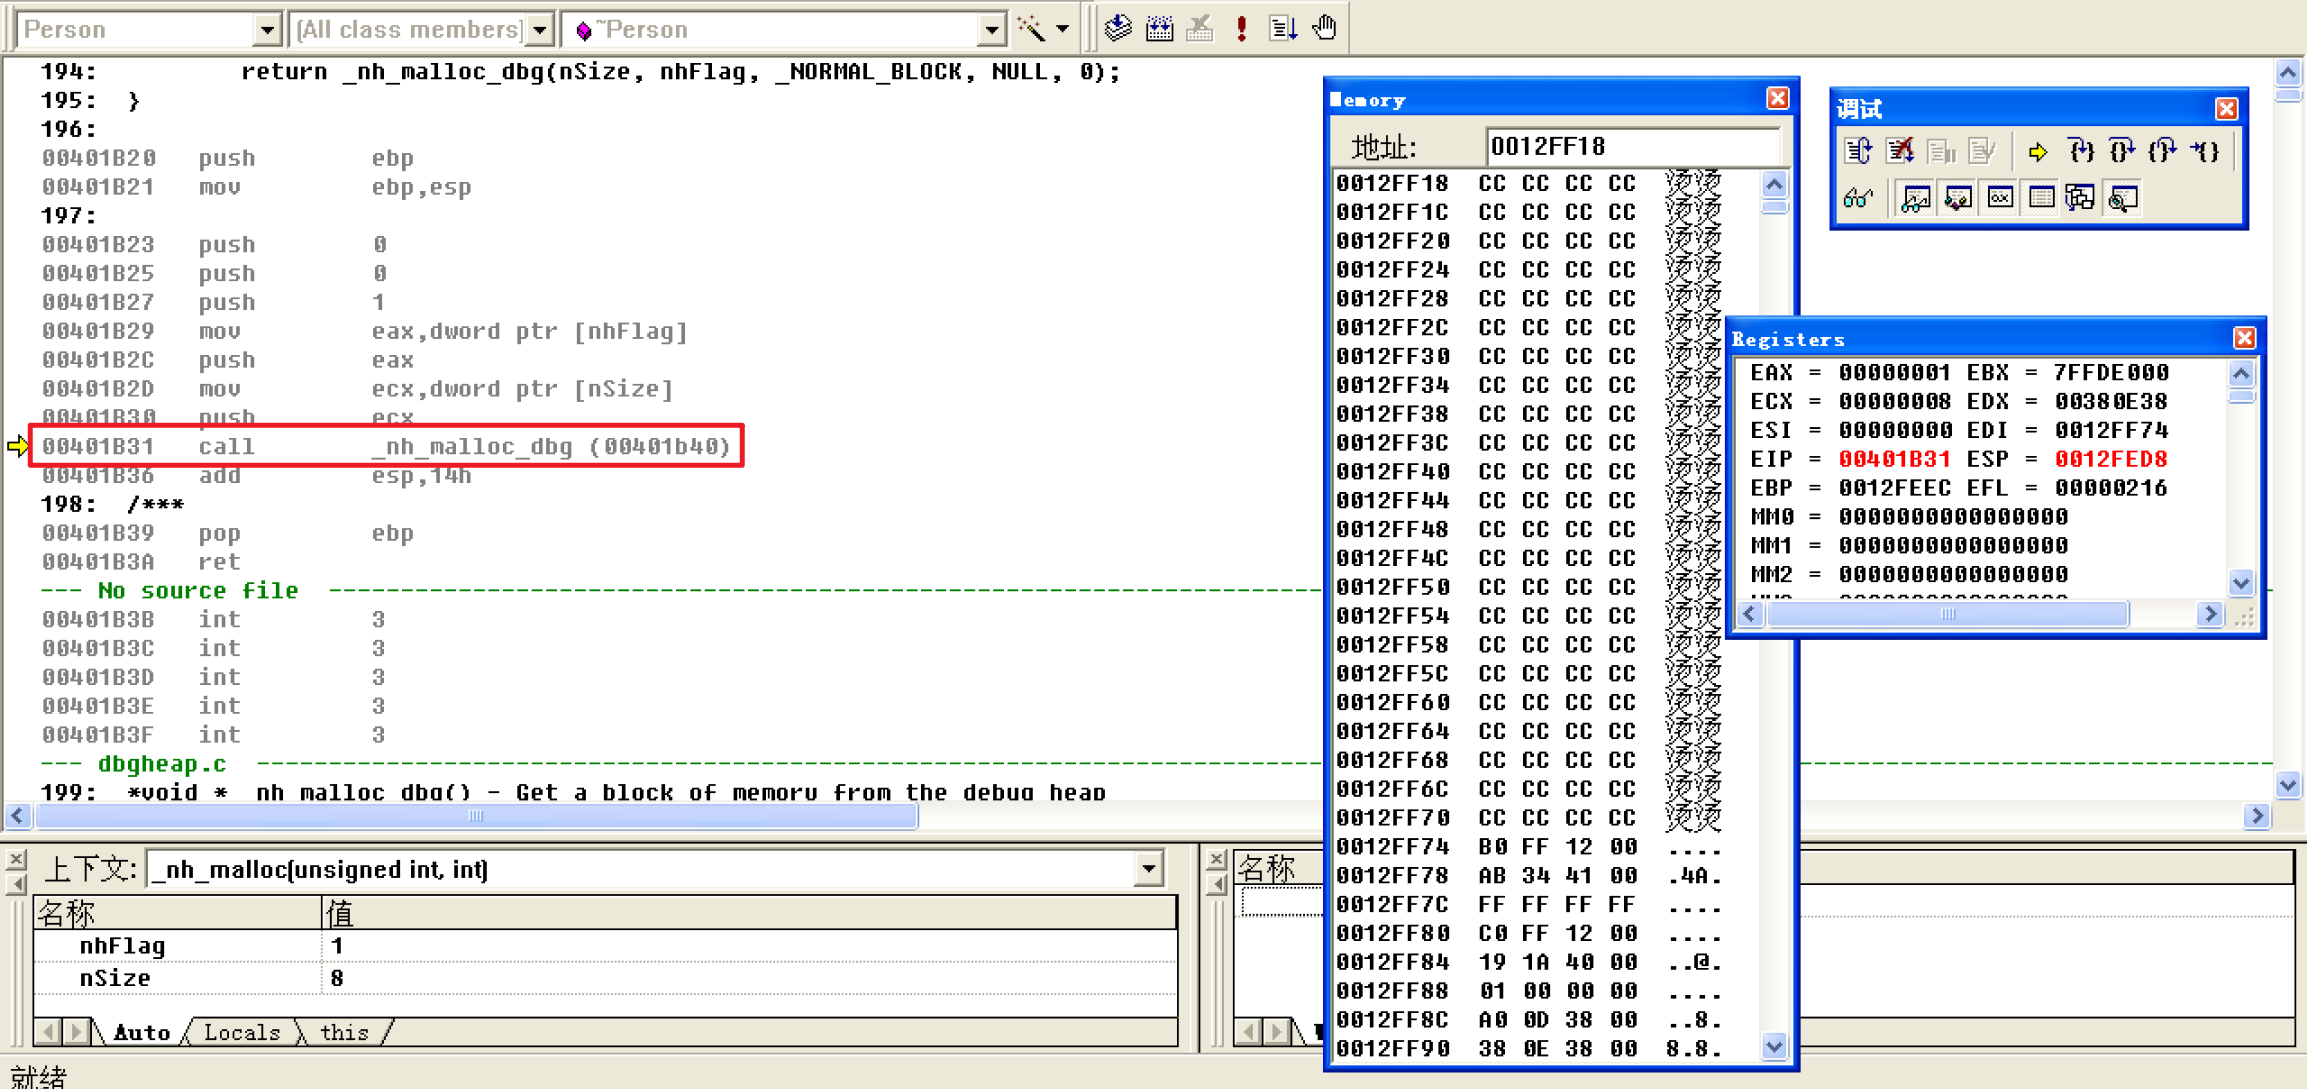 Person
[All class members]
~Person
194: return _nh_malloc_dbg(nSize, nhFlag, _NORMAL_BLOCK, NULL, 0);
195: }
196:
00401B20 push ebp
00401B21 mov ebp,esp
197:
00401B23 push 0
00401B25 push 0
00401B27 push 1
00401B29 mov eax,dword ptr [nhFlag]
00401B2C push eax
00401B2D mov ecx,dword ptr [nSize]
00401B30 push ecx
00401B31 call _nh_malloc_dbg (00401b40)
00401B36 add esp,14h
198: /***
00401B39 pop ebp
00401B3A ret
--- No source file
00401B3B int 3
00401B3C int 3
00401B3D int 3
00401B3E int 3
00401B3F int 3
--- dbgheap.c
199: *void * _nh_malloc_dbg() - Get a block of memory from the debug heap
Memory
地址: 0012FF18
0012FF18 CC CC CC CC 烫烫
0012FF1C CC CC CC CC 烫烫
0012FF20 CC CC CC CC 烫烫
0012FF24 CC CC CC CC 烫烫
0012FF28 CC CC CC CC 烫烫
0012FF2C CC CC CC CC 烫烫
0012FF30 CC CC CC CC 烫烫
0012FF34 CC CC CC CC 烫烫
0012FF38 CC CC CC CC 烫烫
0012FF3C CC CC CC CC 烫烫
0012FF40 CC CC CC CC 烫烫
0012FF44 CC CC CC CC 烫烫
0012FF48 CC CC CC CC 烫烫
0012FF4C CC CC CC CC 烫烫
0012FF50 CC CC CC CC 烫烫
0012FF54 CC CC CC CC 烫烫
0012FF58 CC CC CC CC 烫烫
0012FF5C CC CC CC CC 烫烫
0012FF60 CC CC CC CC 烫烫
0012FF64 CC CC CC CC 烫烫
0012FF68 CC CC CC CC 烫烫
0012FF6C CC CC CC CC 烫烫
0012FF70 CC CC CC CC 烫烫
0012FF74 B0 FF 12 00 ....
0012FF78 AB 34 41 00 .4A.
0012FF7C FF FF FF FF ....
0012FF80 C0 FF 12 00 ....
0012FF84 19 1A 40 00 ..@.
0012FF88 01 00 00 00 ....
0012FF8C A0 0D 38 00 ..8.
0012FF90 38 0E 38 00 8.8.
调试
Registers
EAX = 00000001 EBX = 7FFDE000
ECX = 00000008 EDX = 00380E38
ESI = 00000000 EDI = 0012FF74
EIP = 00401B31 ESP = 0012FED8
EBP = 0012FEEC EFL = 00000216
MM0 = 0000000000000000
MM1 = 0000000000000000
MM2 = 0000000000000000
上下文: _nh_malloc(unsigned int, int)
名称 值
nhFlag 1
nSize 8
Auto Locals this
名称
就绪